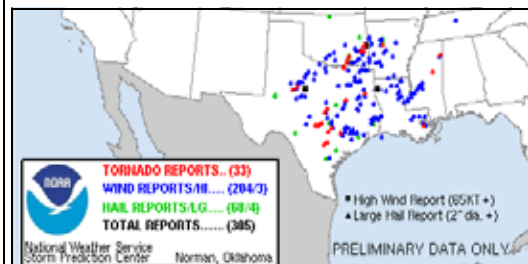 NOAA
TORNADO REPORTS.. (33)
WIND REPORTS/HI.... (204/3)
HAIL REPORTS/LG.... (68/4)
TOTAL REPORTS...... (305)
National Weather Service
Storm Prediction Center Norman, Oklahoma
High Wind Report (65KT +)
Large Hail Report (2" dia. +)
PRELIMINARY DATA ONLY